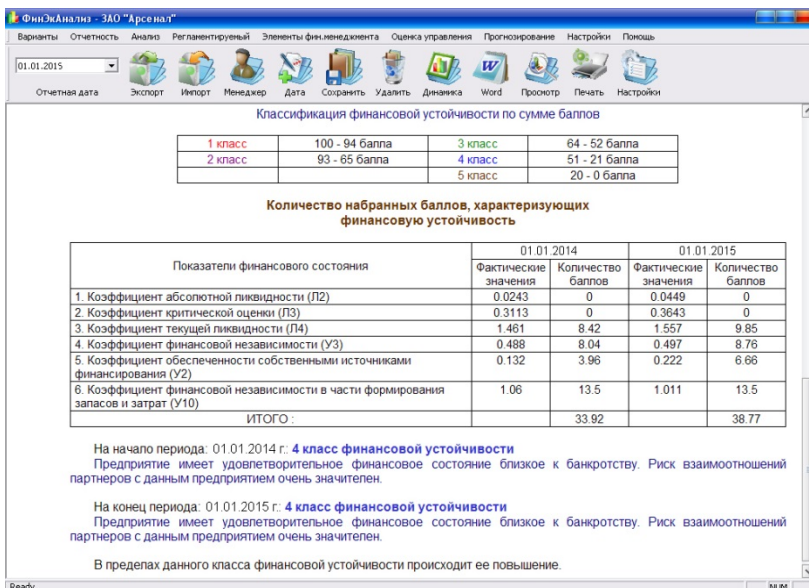 ФинЭкАнализ - ЗАО "Арсенал"
Варианты Отчетность Анализ Регламентируемый Элементы фин.менеджмента Оценка управления Прогнозирование Настройки Помощь
01.01.2015
Отчетная дата Экспорт Импорт Менеджер Дата Сохранить Удалить Динамика Word Просмотр Печать Настройки
Классификация финансовой устойчивости по сумме баллов
1 класс 100 - 94 балла 3 класс 64 - 52 балла
2 класс 93 - 65 балла 4 класс 51 - 21 балла
5 класс 20 - 0 балла
Количество набранных баллов, характеризующих
финансовую устойчивость
Показатели финансового состояния 01.01.2014 01.01.2015
Фактические значения Количество баллов Фактические значения Количество баллов
1. Коэффициент абсолютной ликвидности (Л2) 0.0243 0 0.0449 0
2. Коэффициент критической оценки (Л3) 0.3113 0 0.3643 0
3. Коэффициент текущей ликвидности (Л4) 1.461 8.42 1.557 9.85
4. Коэффициент финансовой независимости (У3) 0.488 8.04 0.497 8.76
5. Коэффициент обеспеченности собственными источниками
финансирования (У2) 0.132 3.96 0.222 6.66
6. Коэффициент финансовой независимости в части формирования
запасов и затрат (У10) 1.06 13.5 1.011 13.5
ИТОГО : 33.92 38.77
На начало периода: 01.01.2014 г.: 4 класс финансовой устойчивости
Предприятие имеет удовлетворительное финансовое состояние близкое к банкротству. Риск взаимоотношений
партнеров с данным предприятием очень значителен.
На конец периода: 01.01.2015 г.: 4 класс финансовой устойчивости
Предприятие имеет удовлетворительное финансовое состояние близкое к банкротству. Риск взаимоотношений
партнеров с данным предприятием очень значителен.
В пределах данного класса финансовой устойчивости происходит ее повышение.
Ready NUM